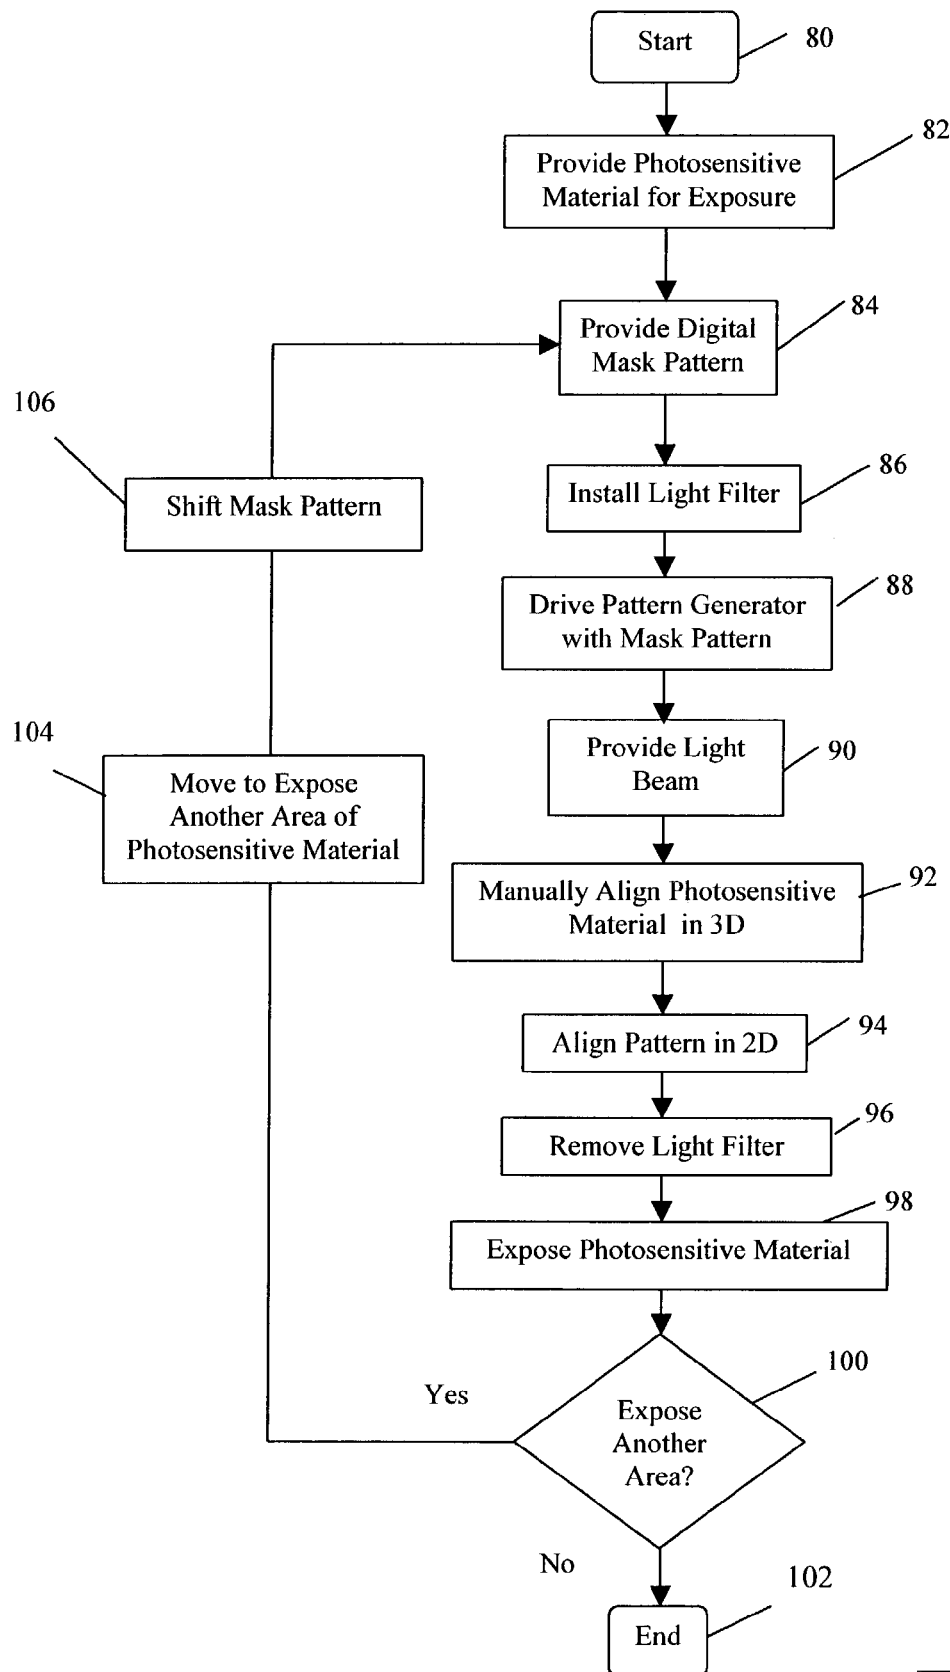 Start
80
82
Provide Photosensitive
Material for Exposure
84
Provide Digital
Mask Pattern
106
86
Install Light Filter
Shift Mask Pattern
88
Drive Pattern Generator
with Mask Pattern
104
90
Provide Light
Beam
Move to Expose
Another Area of
Photosensitive Material
92
Manually Align Photosensitive
Material in 3D
94
Align Pattern in 2D
96
Remove Light Filter
98
Expose Photosensitive Material
100
Yes
Expose
Another
Area?
No
102
End